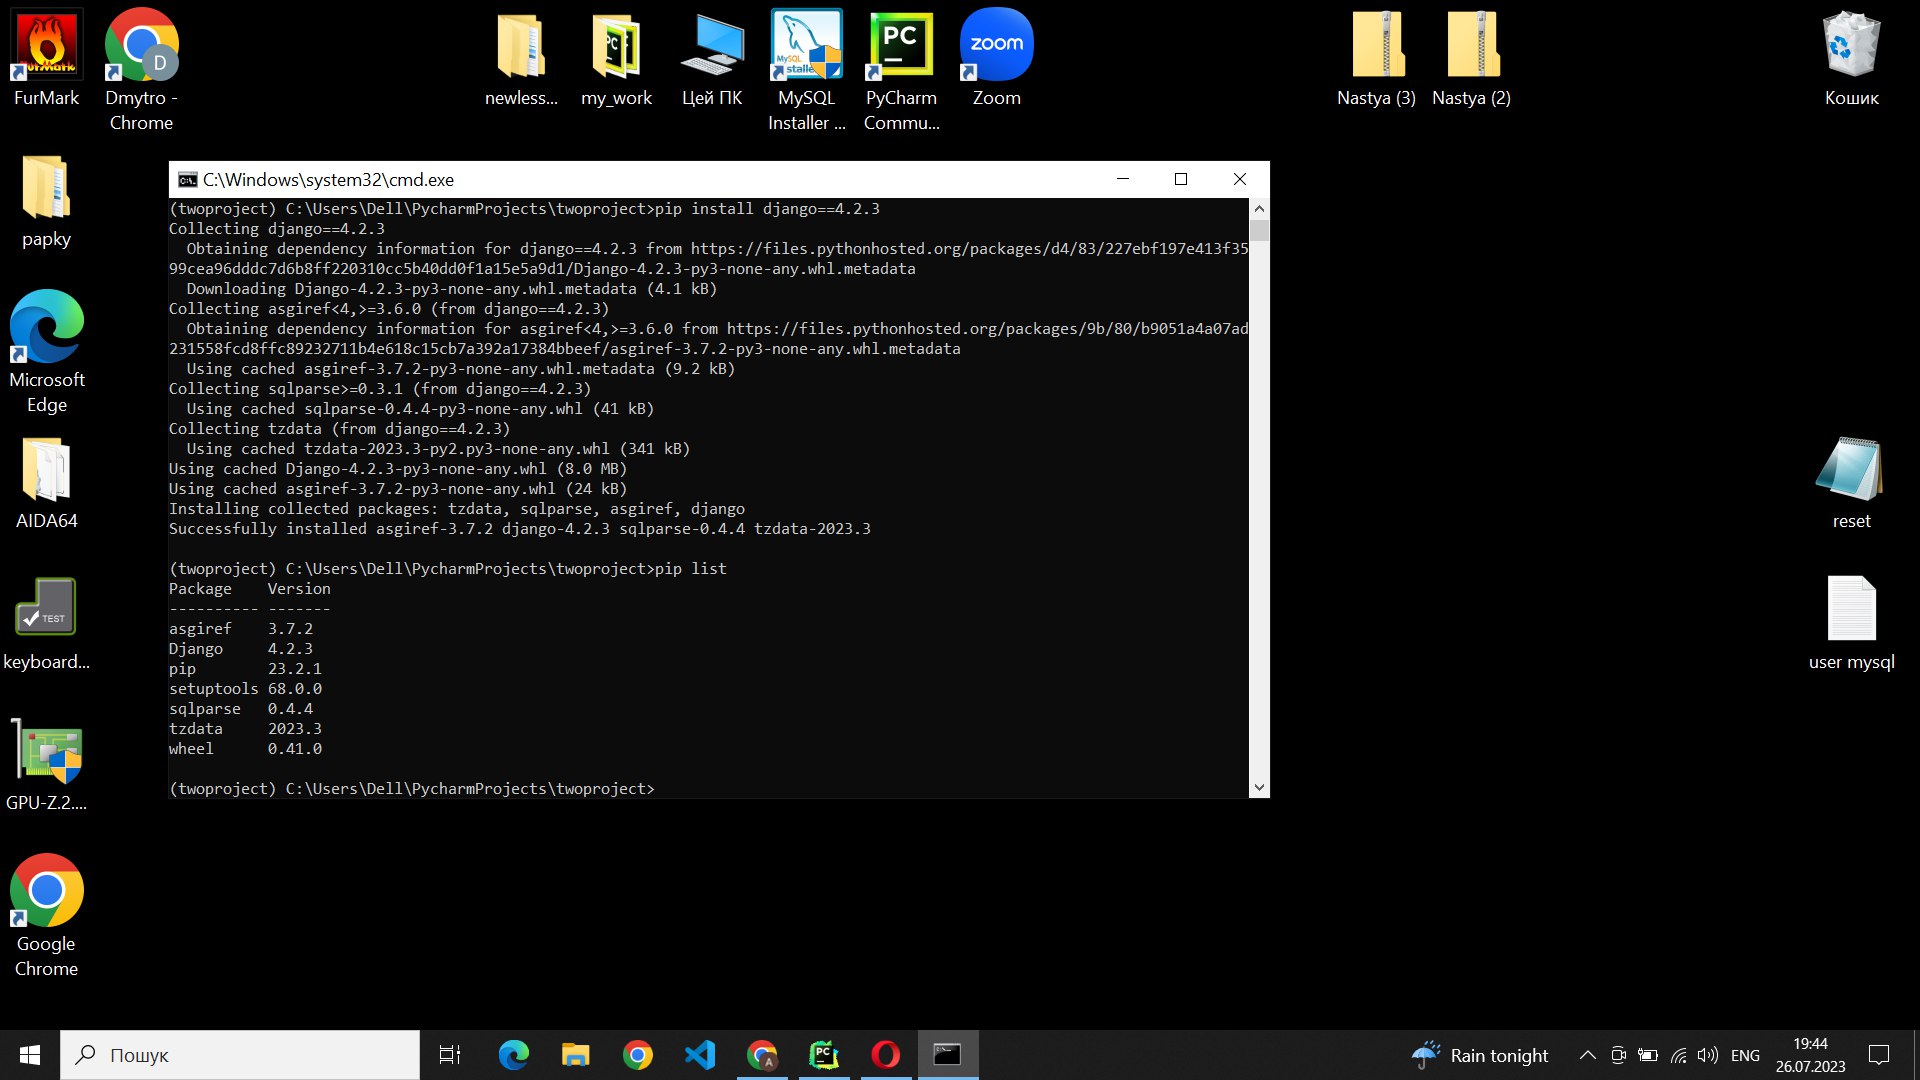 FurMark
Dmytro -
Chrome
newless...
my_work
Цей ПК
MySQL
Installer ...
PyCharm
Commu...
zoom
Zoom
Nastya (3)
Nastya (2)
Кошик
papky
Microsoft
Edge
AIDA64
TEST
keyboard...
GPU-Z.2....
Google
Chrome
reset
user mysql
C:\Windows\system32\cmd.exe
(twoproject) C:\Users\Dell\PycharmProjects\twoproject>pip install django==4.2.3
Collecting django==4.2.3
  Obtaining dependency information for django==4.2.3 from https://files.pythonhosted.org/packages/d4/83/227ebf197e413f35
99cea96dddc7d6b8ff220310cc5b40dd0f1a15e5a9d1/Django-4.2.3-py3-none-any.whl.metadata
  Downloading Django-4.2.3-py3-none-any.whl.metadata (4.1 kB)
Collecting asgiref<4,>=3.6.0 (from django==4.2.3)
  Obtaining dependency information for asgiref<4,>=3.6.0 from https://files.pythonhosted.org/packages/9b/80/b9051a4a07ad
231558fcd8ffc89232711b4e618c15cb7a392a17384bbeef/asgiref-3.7.2-py3-none-any.whl.metadata
  Using cached asgiref-3.7.2-py3-none-any.whl.metadata (9.2 kB)
Collecting sqlparse>=0.3.1 (from django==4.2.3)
  Using cached sqlparse-0.4.4-py3-none-any.whl (41 kB)
Collecting tzdata (from django==4.2.3)
  Using cached tzdata-2023.3-py2.py3-none-any.whl (341 kB)
Using cached Django-4.2.3-py3-none-any.whl (8.0 MB)
Using cached asgiref-3.7.2-py3-none-any.whl (24 kB)
Installing collected packages: tzdata, sqlparse, asgiref, django
Successfully installed asgiref-3.7.2 django-4.2.3 sqlparse-0.4.4 tzdata-2023.3
(twoproject) C:\Users\Dell\PycharmProjects\twoproject>pip list
Package    Version
---------- -------
asgiref    3.7.2
Django     4.2.3
pip        23.2.1
setuptools 68.0.0
sqlparse   0.4.4
tzdata     2023.3
wheel      0.41.0
(twoproject) C:\Users\Dell\PycharmProjects\twoproject>
Пошук
Rain tonight
ENG
19:44
26.07.2023